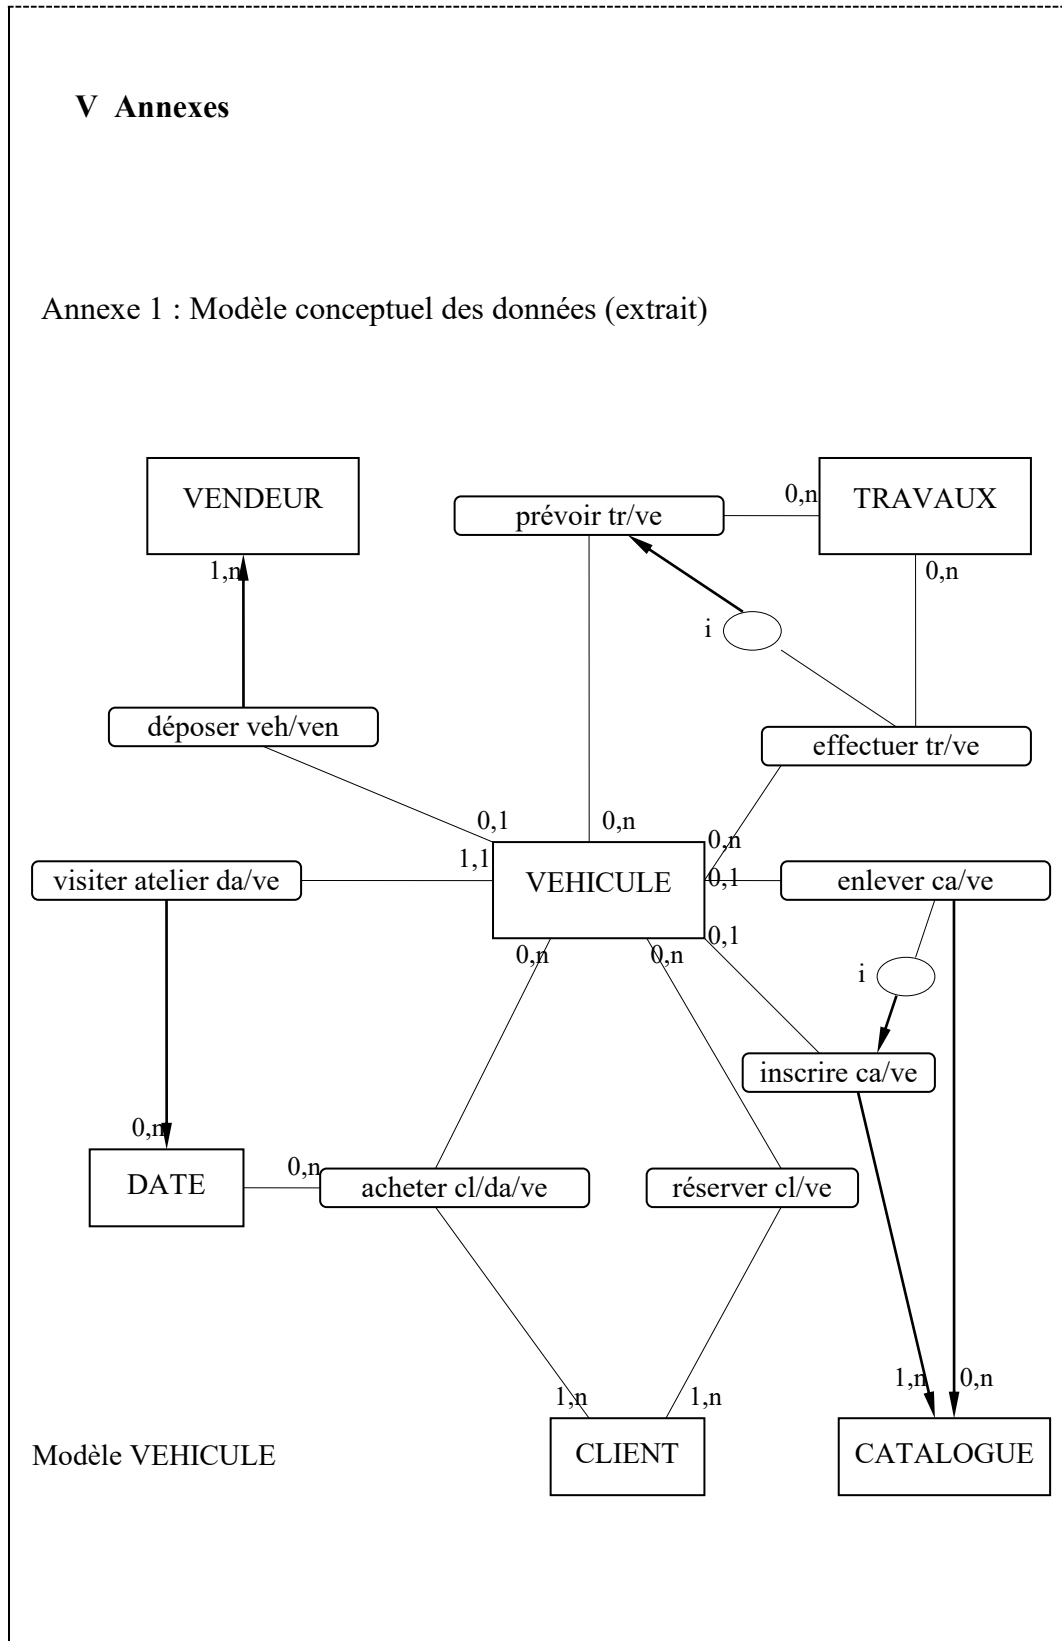 V Annexes
Annexe 1 : Modèle conceptuel des données (extrait)
VENDEUR
prévoir tr/ve
0,n
TRAVAUX
1,n
0,n
i
déposer veh/ven
effectuer tr/ve
0,1
0,n
0,n
1,1
visiter atelier da/ve
VEHICULE
0,1
enlever ca/ve
0,1
0,n
0,n
i
inscrire ca/ve
0,n
0,n
DATE
acheter cl/da/ve
réserver cl/ve
1,n
0,n
1,n
1,n
Modèle VEHICULE
CLIENT
CATALOGUE